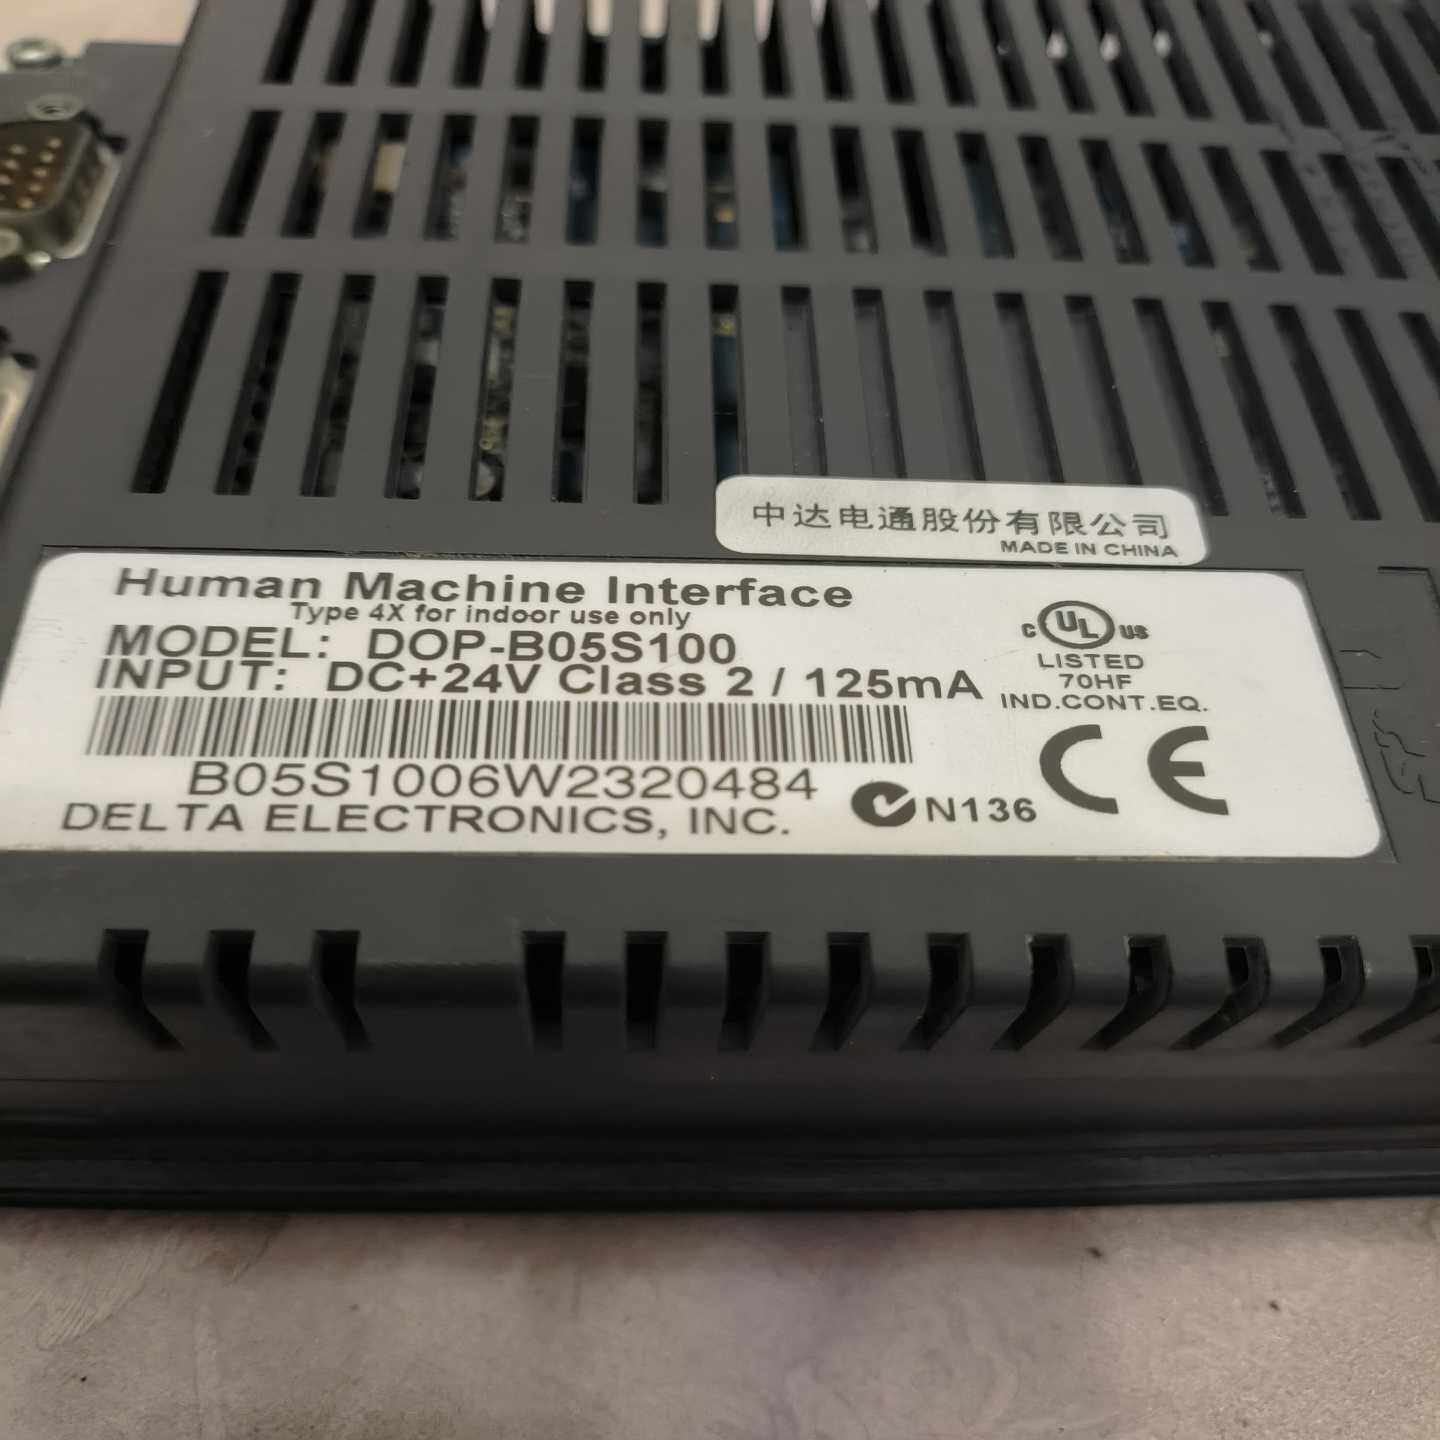 中达电通股份有限公司
MADE IN CHINA
Human Machine Interface
Type 4X for indoor use only
MODEL: DOP-B05S100
INPUT: DC+24V Class 2 / 125mA
B05S1006W2320484
DELTA ELECTRONICS, INC.
C UL US
LISTED
70HF
IND.CONT.EQ.
N136
CE